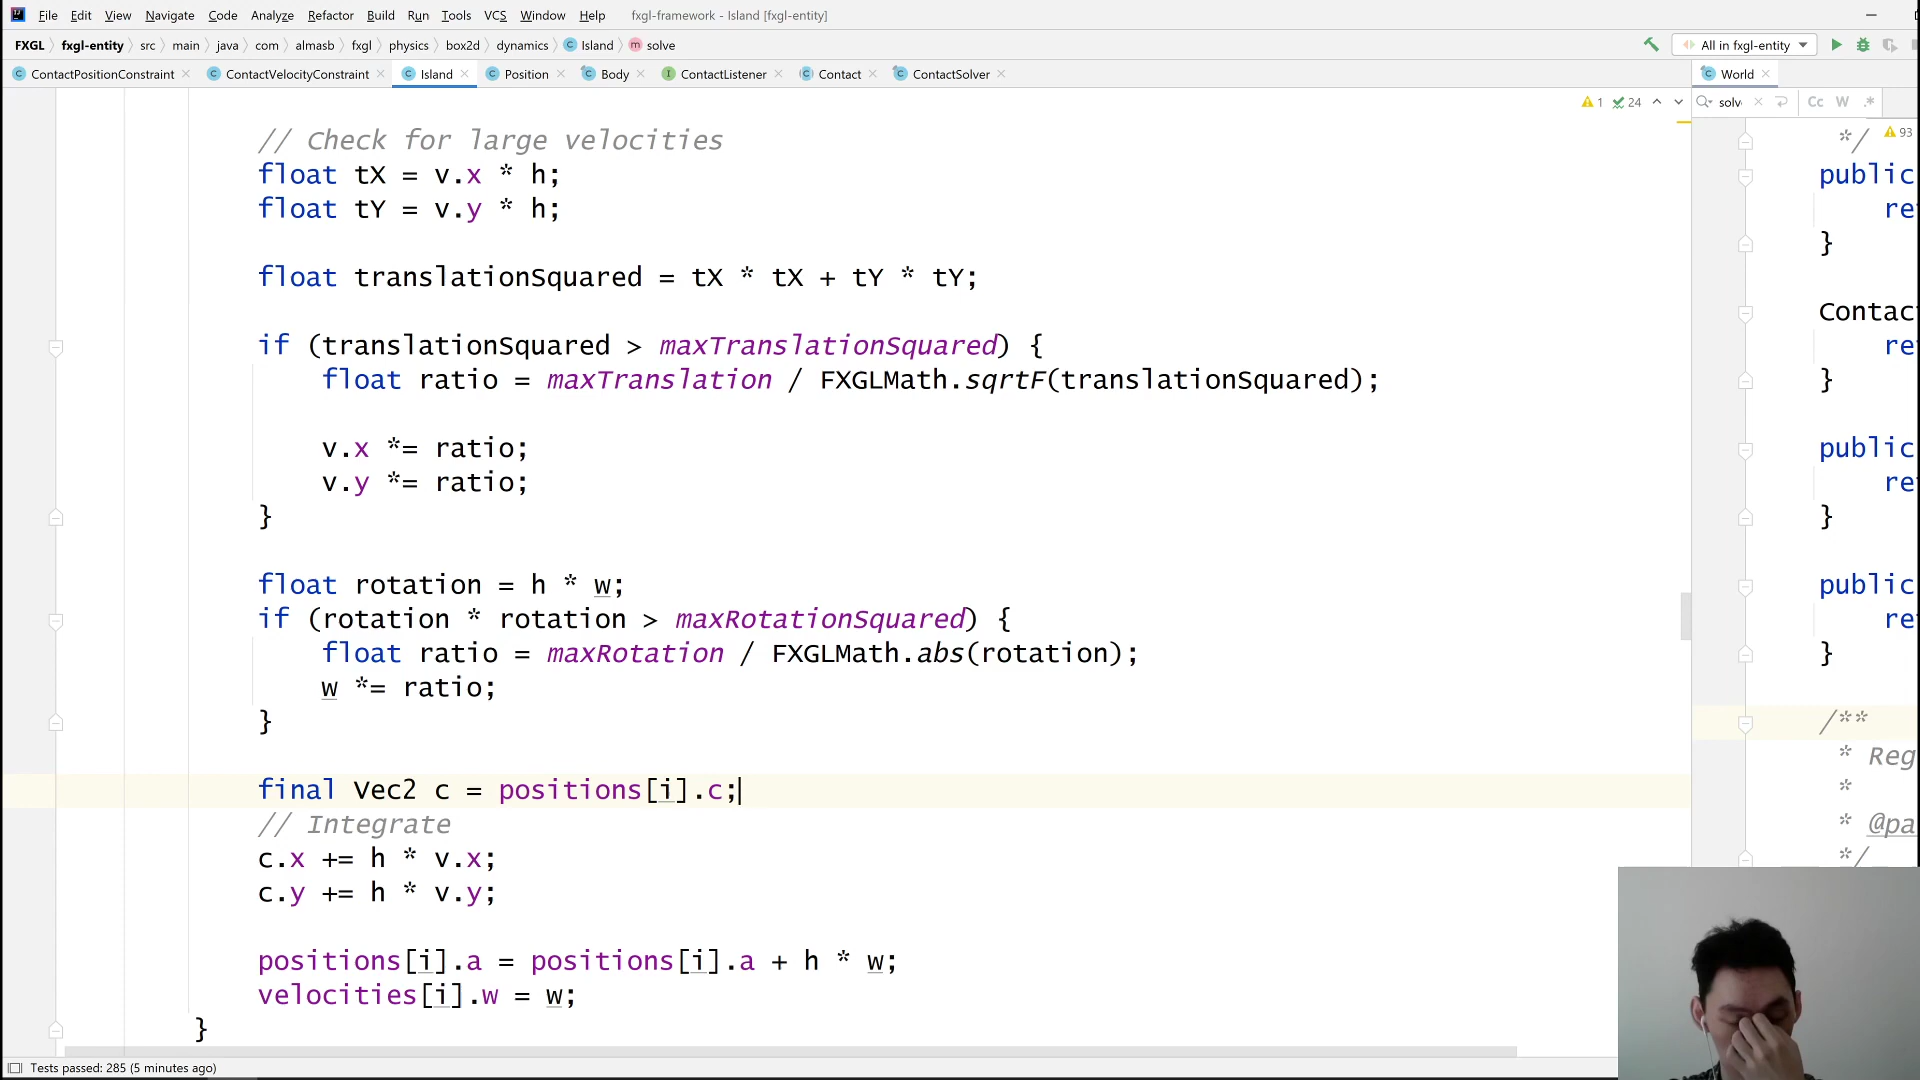 File Edit View Navigate Code Analyze Refactor Build Run Tools VCS Window Help fxgl-framework - Island [fxgl-entity]
FXGL fxgl-entity src main java com almasb fxgl physics box2d dynamics Island solve All in fxgl-entity
ContactPositionConstraint ContactVelocityConstraint Island Position Body ContactListener Contact ContactSolver World
1 24
solv Cc W .*
93
// Check for large velocities
float tX = v.x * h;
float tY = v.y * h;
float translationSquared = tX * tX + tY * tY;
if (translationSquared > maxTranslationSquared) {
float ratio = maxTranslation / FXGLMath.sqrtF(translationSquared);
v.x *= ratio;
v.y *= ratio;
}
float rotation = h * w;
if (rotation * rotation > maxRotationSquared) {
float ratio = maxRotation / FXGLMath.abs(rotation);
w *= ratio;
}
final Vec2 c = positions[i].c;
// Integrate
c.x += h * v.x;
c.y += h * v.y;
positions[i].a = positions[i].a + h * w;
velocities[i].w = w;
}
*/
public
re
}
Contac
re
}
public
re
}
public
re
}
/**
* Reg
*
* @pa
*/
Tests passed: 285 (5 minutes ago)